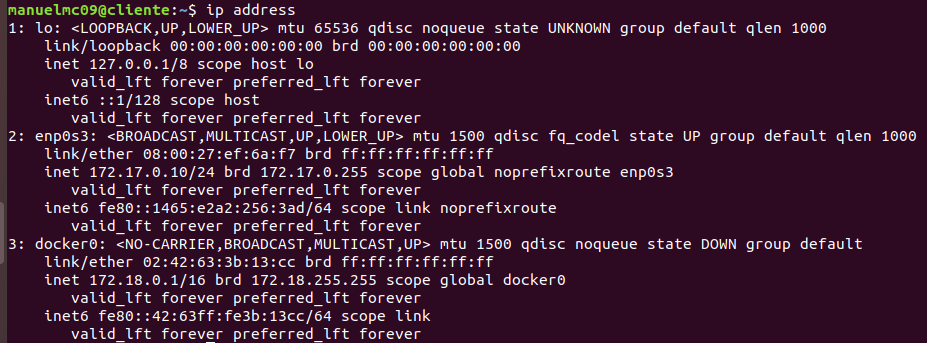 manuelmc09@cliente:~$ ip address
1: lo: <LOOPBACK,UP,LOWER_UP> mtu 65536 qdisc noqueue state UNKNOWN group default qlen 1000
    link/loopback 00:00:00:00:00:00 brd 00:00:00:00:00:00
    inet 127.0.0.1/8 scope host lo
       valid_lft forever preferred_lft forever
    inet6 ::1/128 scope host
       valid_lft forever preferred_lft forever
2: enp0s3: <BROADCAST,MULTICAST,UP,LOWER_UP> mtu 1500 qdisc fq_codel state UP group default qlen 1000
    link/ether 08:00:27:ef:6a:f7 brd ff:ff:ff:ff:ff:ff
    inet 172.17.0.10/24 brd 172.17.0.255 scope global noprefixroute enp0s3
       valid_lft forever preferred_lft forever
    inet6 fe80::1465:e2a2:256:3ad/64 scope link noprefixroute
       valid_lft forever preferred_lft forever
3: docker0: <NO-CARRIER,BROADCAST,MULTICAST,UP> mtu 1500 qdisc noqueue state DOWN group default
    link/ether 02:42:63:3b:13:cc brd ff:ff:ff:ff:ff:ff
    inet 172.18.0.1/16 brd 172.18.255.255 scope global docker0
       valid_lft forever preferred_lft forever
    inet6 fe80::42:63ff:fe3b:13cc/64 scope link
       valid_lft forever preferred_lft forever